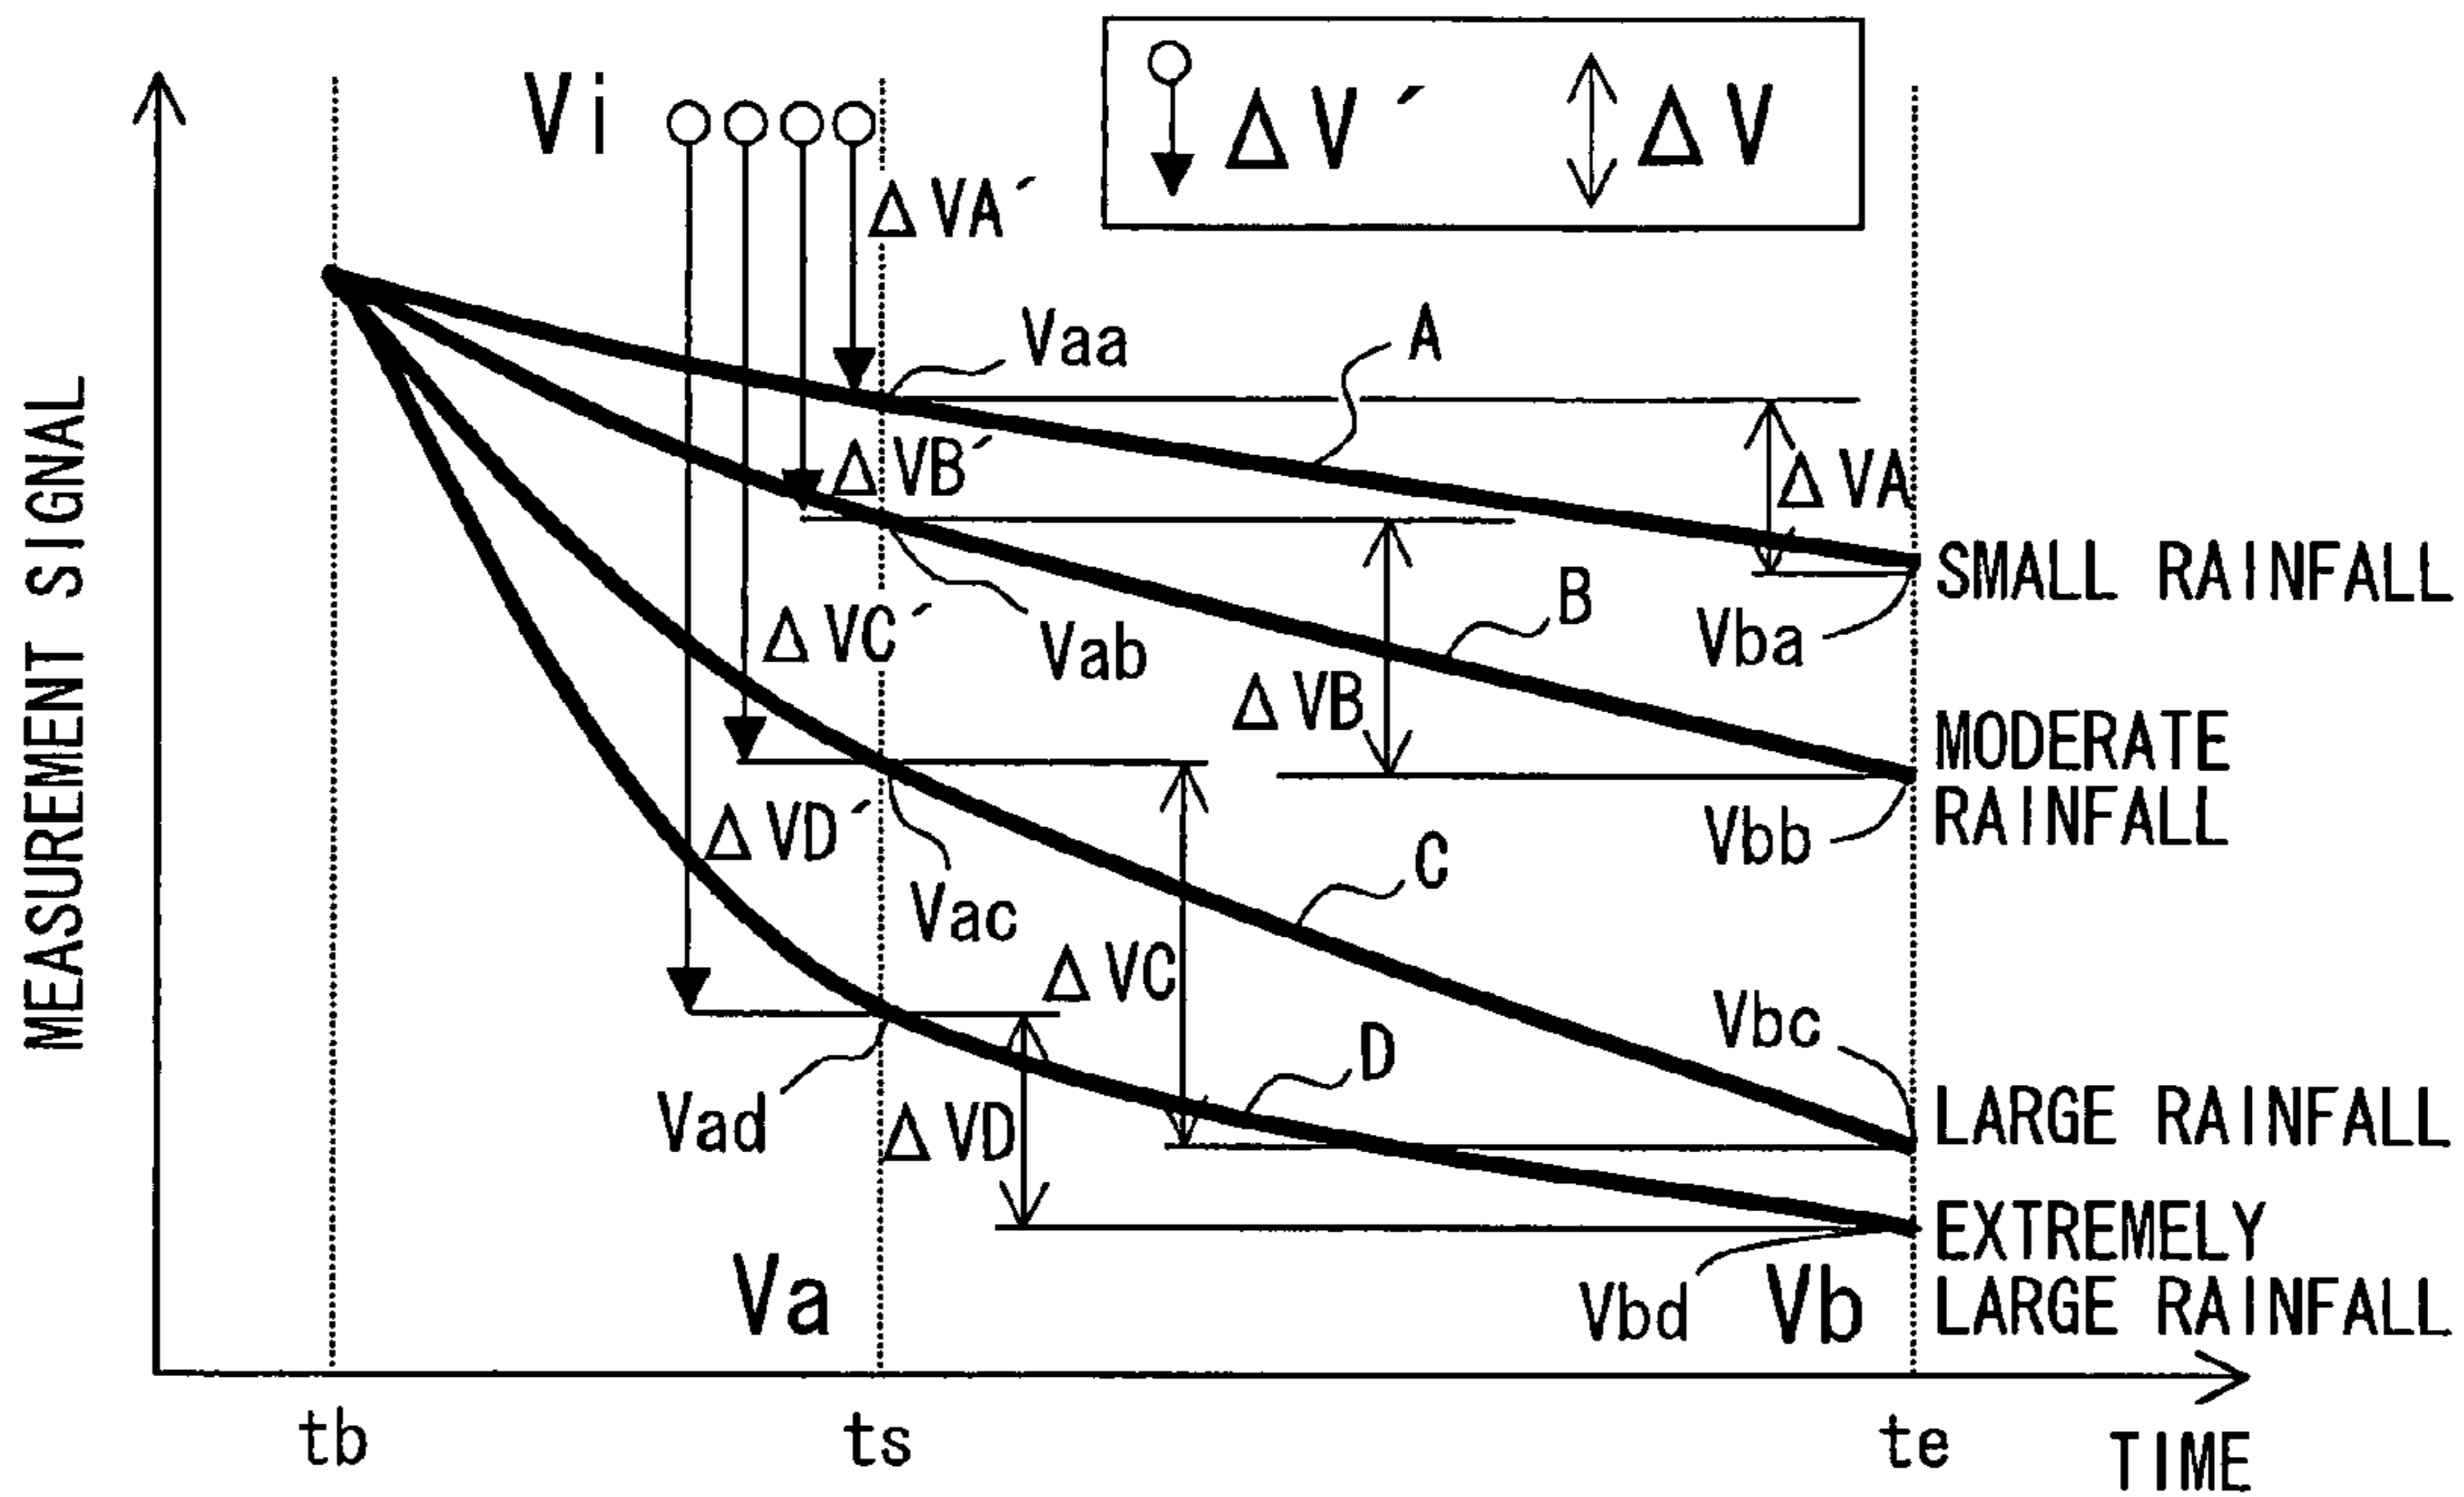 Vi
ΔV´
ΔV
ΔVA´
Vaa
A
ΔVB´
ΔVA
SMALL RAINFALL
Vba
B
ΔVC´
Vab
ΔVB
MODERATE
RAINFALL
Vbb
ΔVD´
C
Vac
ΔVC
Vbc
D
Vad
ΔVD
LARGE RAINFALL
EXTREMELY
LARGE RAINFALL
Va
Vbd
Vb
MEASUREMENT SIGNAL
tb
ts
te
TIME